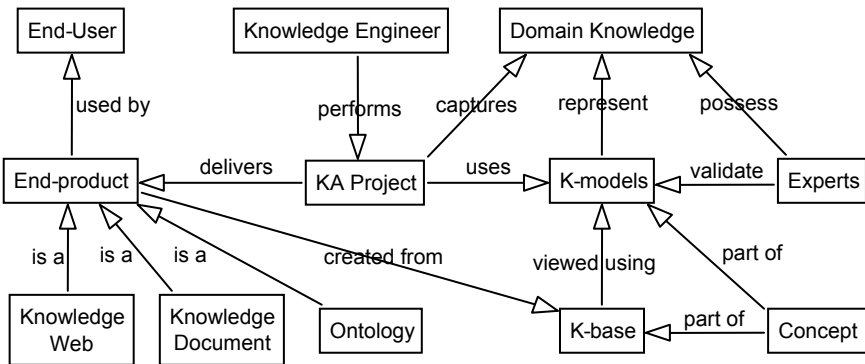 End-User
Knowledge Engineer
Domain Knowledge
used by
performs
captures
represent
possess
End-product
delivers
KA Project
uses
K-models
validate
Experts
is a
is a
is a
created from
viewed using
part of
Knowledge
Web
Knowledge
Document
Ontology
K-base
part of
Concept